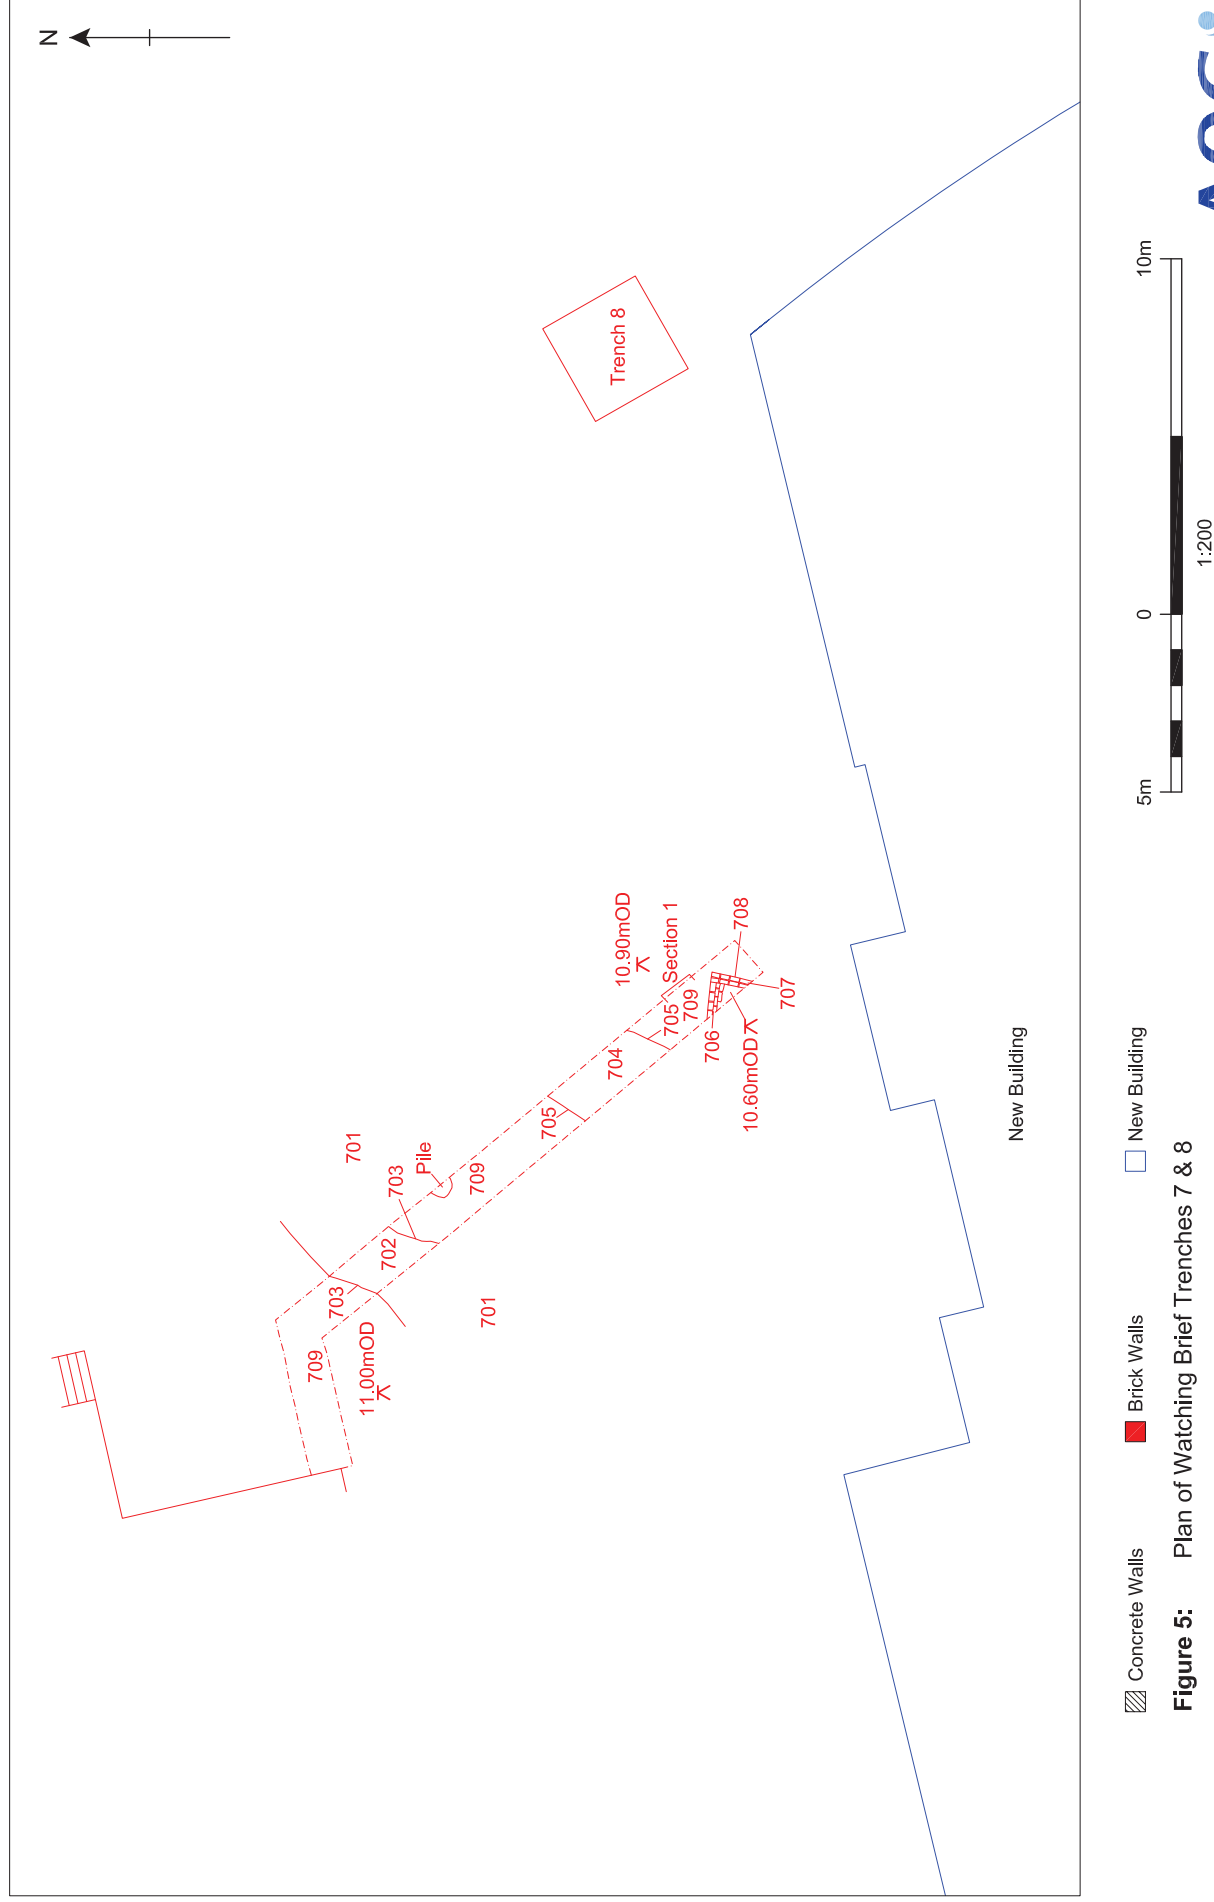 N
Trench 8
10.90mOD
Section 1
708
705
709
707
706
10.60mOD
704
705
701
Pile
703
709
702
703
701
709
11.00mOD
New Building
Concrete Walls
Brick Walls
New Building
5m
0
10m
1:200
Figure 5: Plan of Watching Brief Trenches 7 & 8